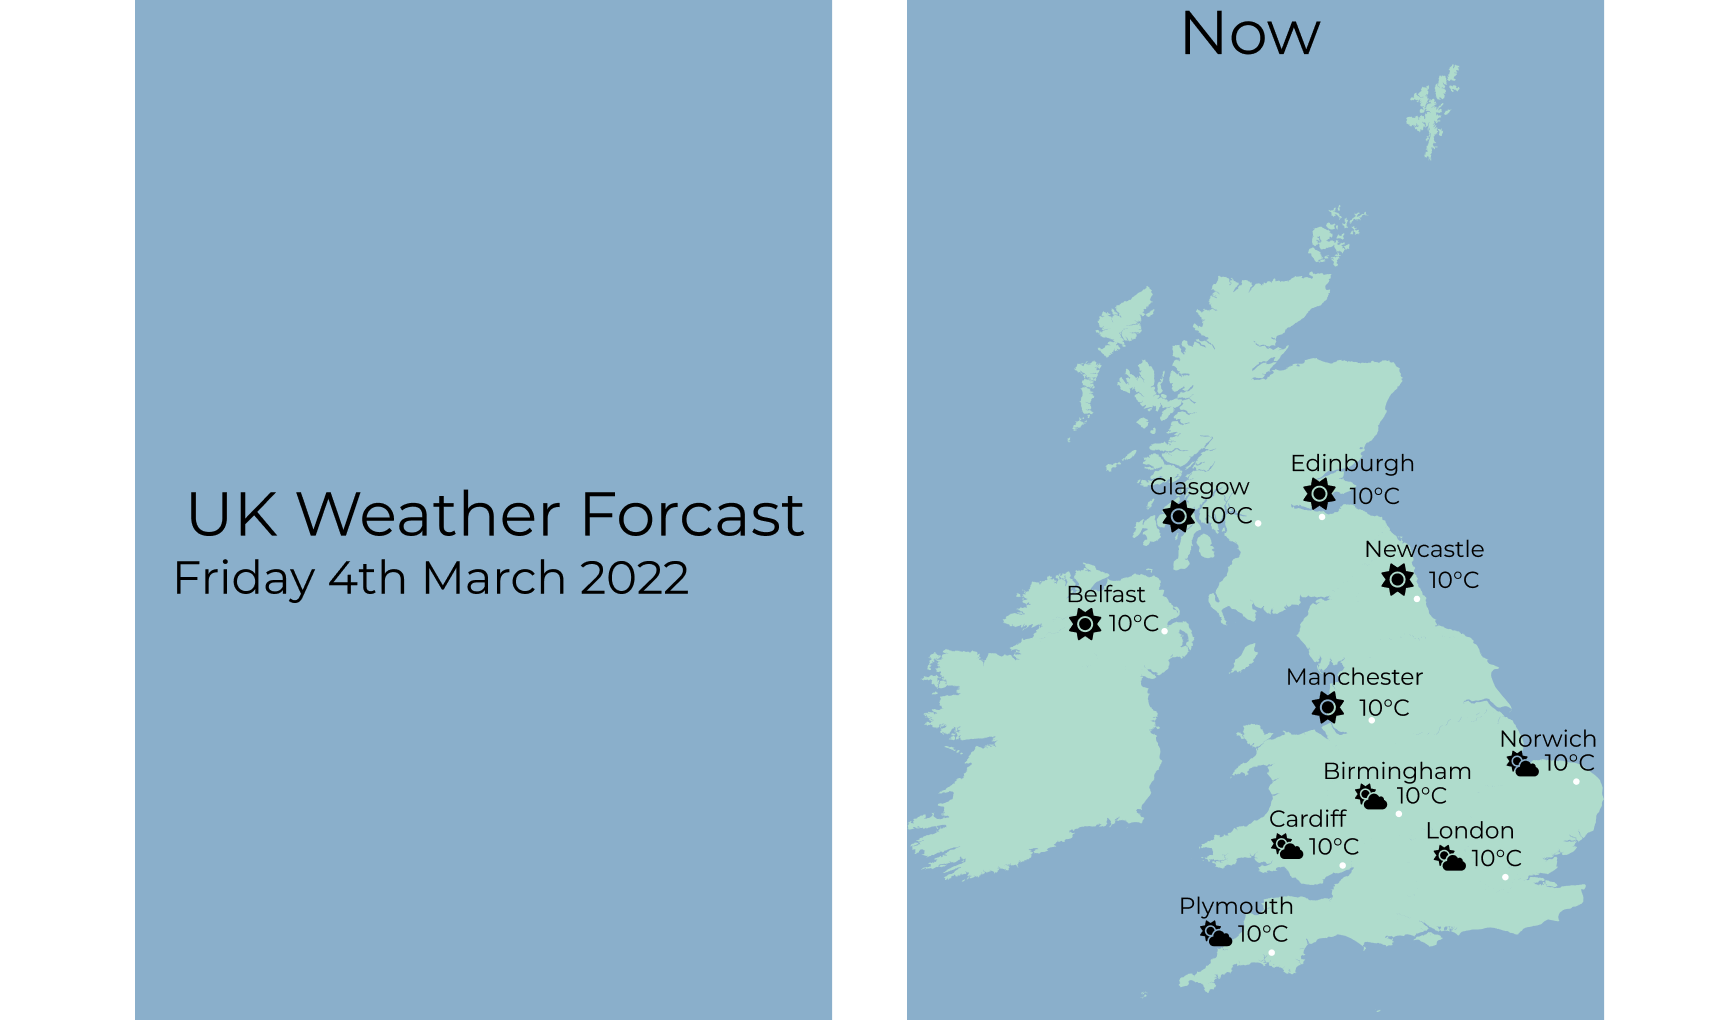 UK Weather Forcast
Friday 4th March 2022
Now
Edinburgh
10°C
Glasgow
10°C
Newcastle
10°C
Belfast
10°C
Manchester
10°C
Norwich
10°C
Birmingham
10°C
Cardiff
10°C
London
10°C
Plymouth
10°C